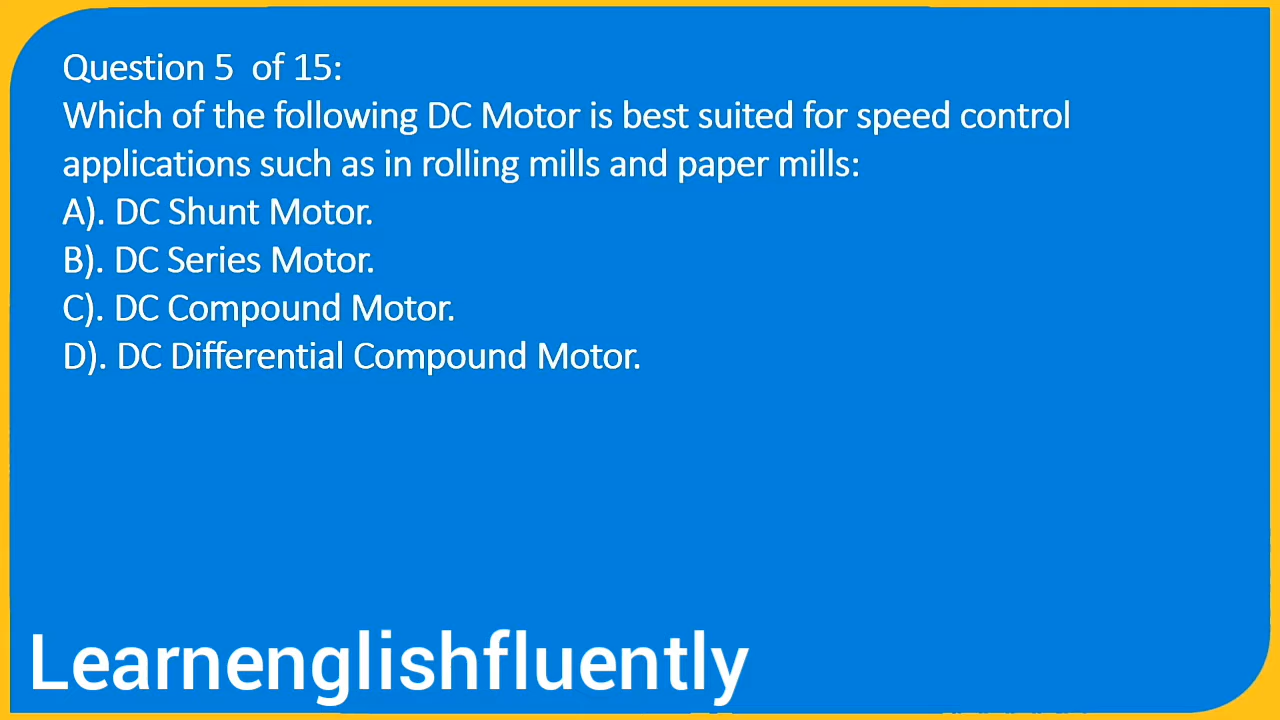 Question 5  of 15:
Which of the following DC Motor is best suited for speed control
applications such as in rolling mills and paper mills:
A). DC Shunt Motor.
B). DC Series Motor.
C). DC Compound Motor.
D). DC Differential Compound Motor.
Learnenglishfluently